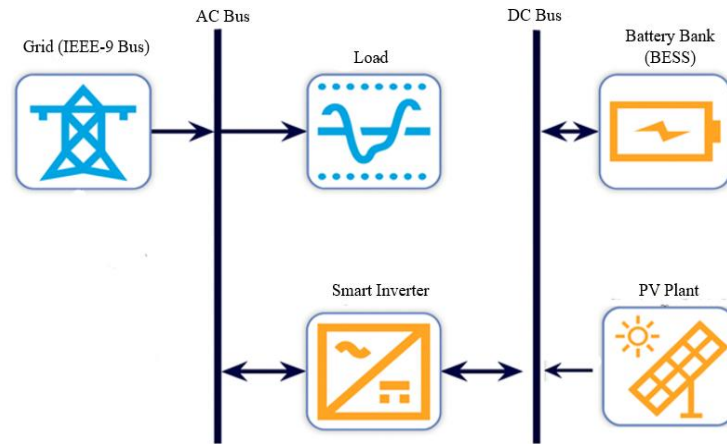 AC Bus
DC Bus
Grid (IEEE-9 Bus)
Load
Battery Bank
(BESS)
Smart Inverter
PV Plant